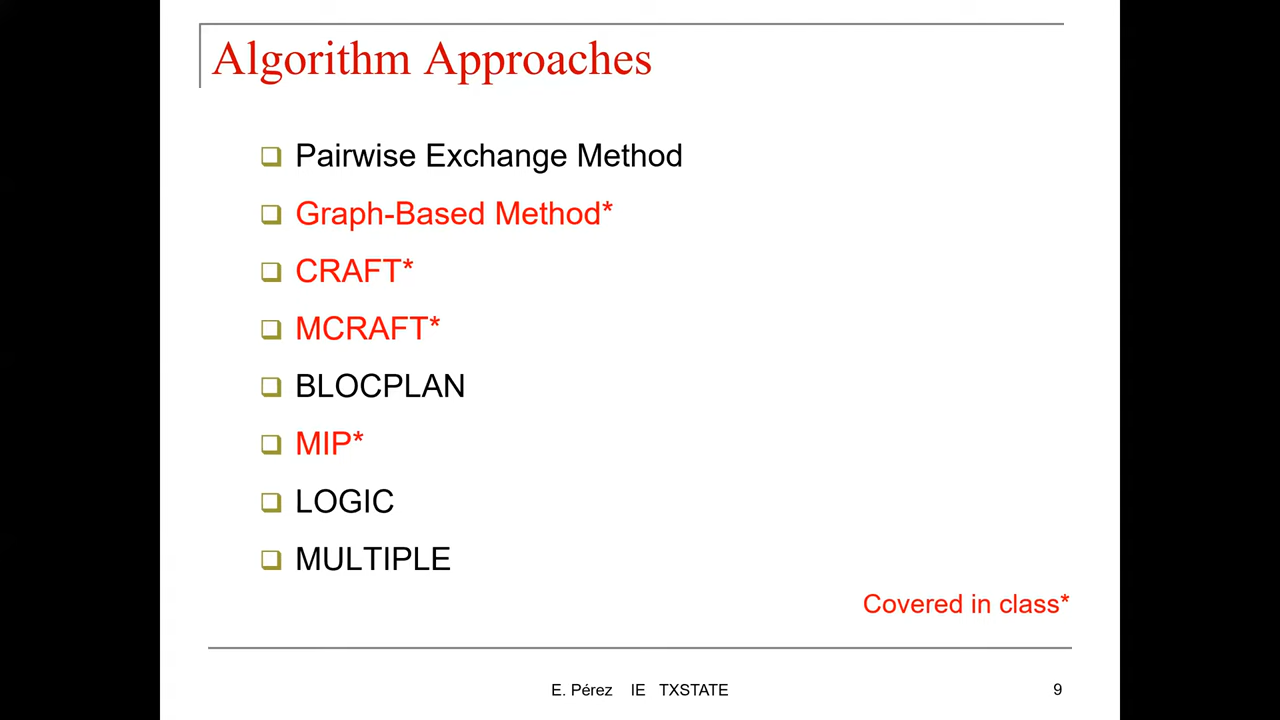 Algorithm Approaches
Pairwise Exchange Method
Graph-Based Method*
CRAFT*
MCRAFT*
BLOCPLAN
MIP*
LOGIC
MULTIPLE
Covered in class*
E. Pérez IE TXSTATE
9